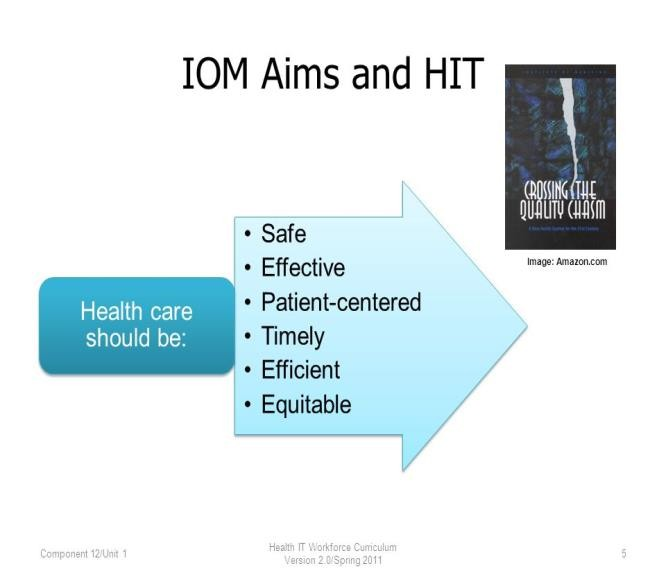 IOM Aims and HIT
INSTITUTE OF MEDICINE
CROSSING THE
QUALITY CHASM
A New Health System for the 21st Century
Image: Amazon.com
Health care
should be:
• Safe
• Effective
• Patient-centered
• Timely
• Efficient
• Equitable
Component 12/Unit 1
Health IT Workforce Curriculum
Version 2.0/Spring 2011
5